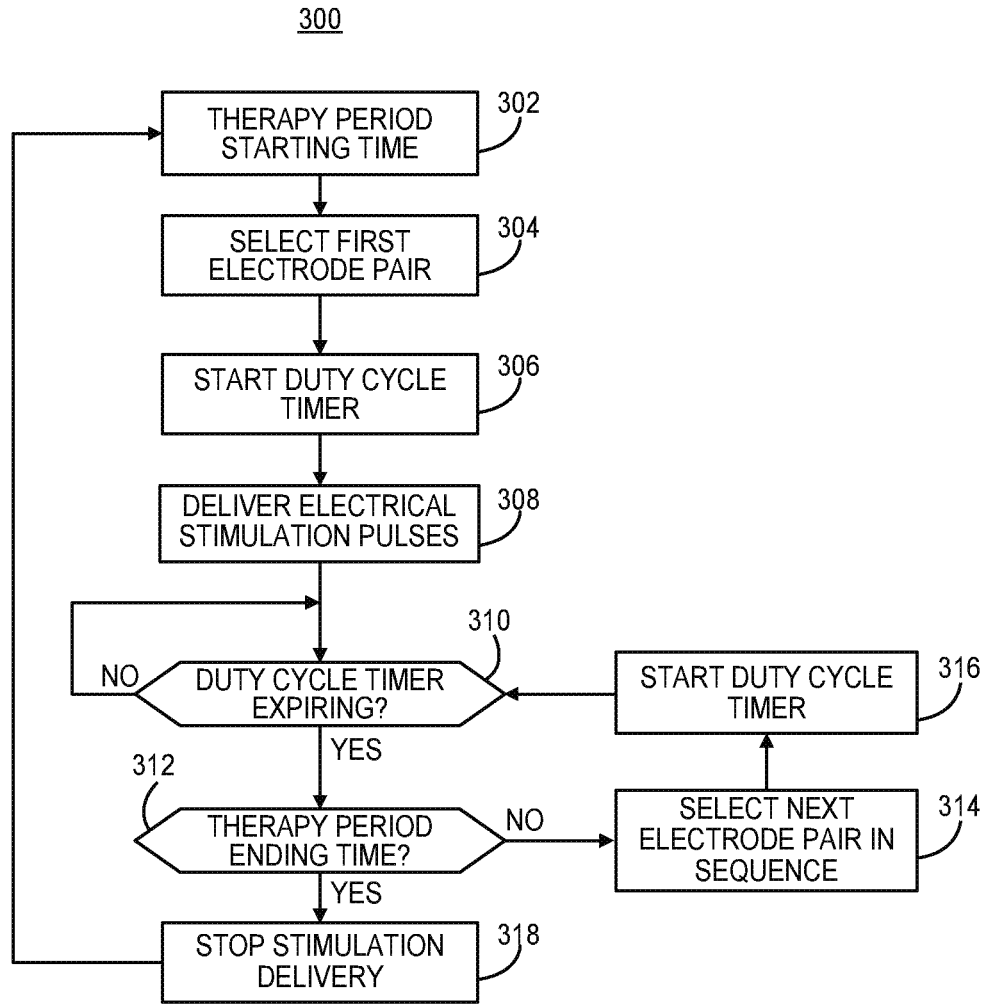 300
THERAPY PERIOD
STARTING TIME
302
SELECT FIRST
ELECTRODE PAIR
304
START DUTY CYCLE
TIMER
306
DELIVER ELECTRICAL
STIMULATION PULSES
308
310
NO
DUTY CYCLE TIMER
EXPIRING?
START DUTY CYCLE
TIMER
316
YES
312
THERAPY PERIOD
ENDING TIME?
NO
SELECT NEXT
ELECTRODE PAIR IN
SEQUENCE
314
YES
STOP STIMULATION
DELIVERY
318